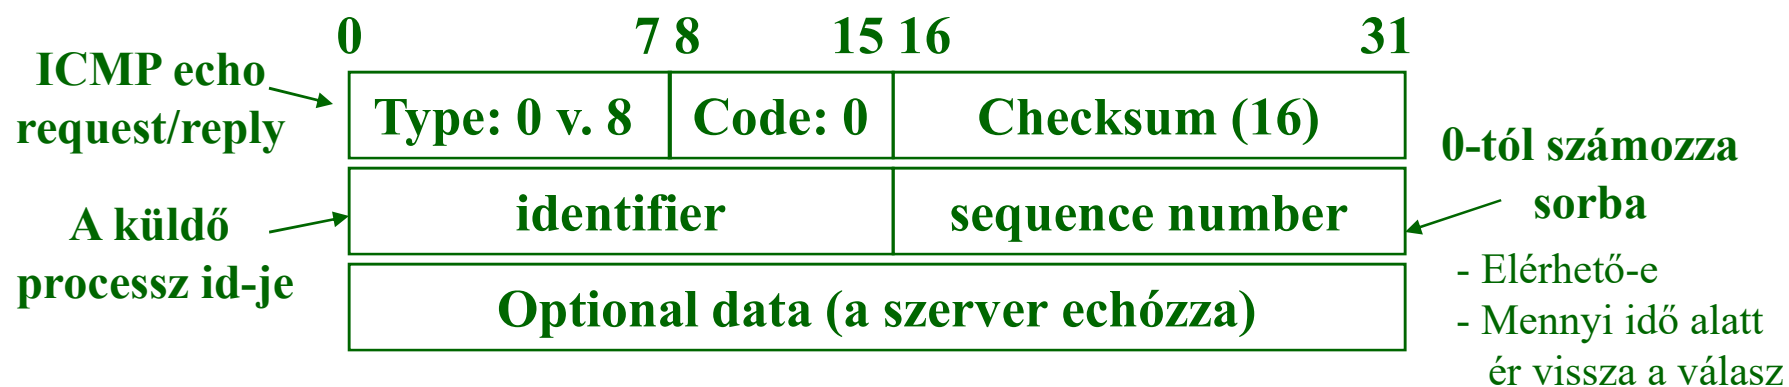 0 7 8 15 16 31
ICMP echo
request/reply
Type: 0 v. 8 Code: 0 Checksum (16)
0-tól számozza
sorba
A küldő
processz id-je
identifier sequence number
- Elérhető-e
- Mennyi idő alatt
ér vissza a válasz
Optional data (a szerver echózza)